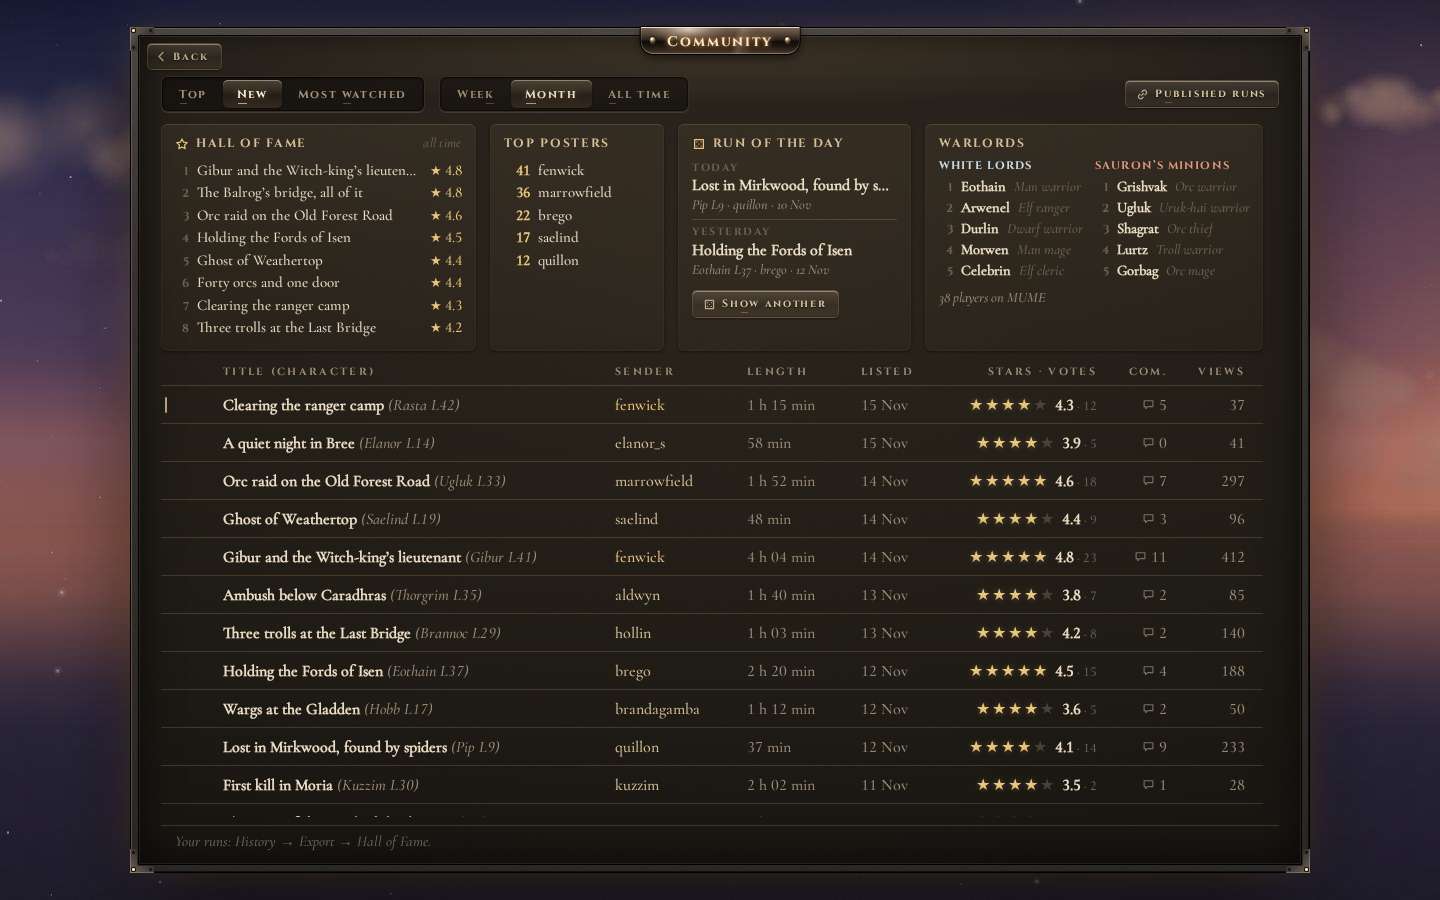 Community
Back
Top New Most watched Week Month All time Published runs
Hall of Fame all time
1 Gibur and the Witch-king's lieuten... ★ 4.8
2 The Balrog's bridge, all of it ★ 4.8
3 Orc raid on the Old Forest Road ★ 4.6
4 Holding the Fords of Isen ★ 4.5
5 Ghost of Weathertop ★ 4.4
6 Forty orcs and one door ★ 4.4
7 Clearing the ranger camp ★ 4.3
8 Three trolls at the Last Bridge ★ 4.2
Top posters
41 fenwick
36 marrowfield
22 brego
17 saelind
12 quillon
Run of the day
TODAY
Lost in Mirkwood, found by s...
Pip L9 · quillon · 10 Nov
YESTERDAY
Holding the Fords of Isen
Eothain L37 · brego · 12 Nov
Show another
Warlords
White Lords
1 Eothain Man warrior
2 Arwenel Elf ranger
3 Durlin Dwarf warrior
4 Morwen Man mage
5 Celebrin Elf cleric
Sauron's Minions
1 Grishvak Orc warrior
2 Ugluk Uruk-hai warrior
3 Shagrat Orc thief
4 Lurtz Troll warrior
5 Gorbag Orc mage
38 players on MUME
TITLE (CHARACTER) SENDER LENGTH LISTED STARS · VOTES COM. VIEWS
Clearing the ranger camp (Rasta L42) fenwick 1 h 15 min 15 Nov ★★★★★ 4.3 · 12 5 37
A quiet night in Bree (Elanor L14) elanor_s 58 min 15 Nov ★★★★★ 3.9 · 5 0 41
Orc raid on the Old Forest Road (Ugluk L33) marrowfield 1 h 52 min 14 Nov ★★★★★ 4.6 · 18 7 297
Ghost of Weathertop (Saelind L19) saelind 48 min 14 Nov ★★★★★ 4.4 · 9 3 96
Gibur and the Witch-king's lieutenant (Gibur L41) fenwick 4 h 04 min 14 Nov ★★★★★ 4.8 · 23 11 412
Ambush below Caradhras (Thorgrim L35) aldwyn 1 h 40 min 13 Nov ★★★★★ 3.8 · 7 2 85
Three trolls at the Last Bridge (Brannoc L29) hollin 1 h 03 min 13 Nov ★★★★★ 4.2 · 8 2 140
Holding the Fords of Isen (Eothain L37) brego 2 h 20 min 12 Nov ★★★★★ 4.5 · 15 4 188
Wargs at the Gladden (Hobb L17) brandagamba 1 h 12 min 12 Nov ★★★★★ 3.6 · 5 2 50
Lost in Mirkwood, found by spiders (Pip L9) quillon 37 min 12 Nov ★★★★★ 4.1 · 14 9 233
First kill in Moria (Kuzzim L30) kuzzim 2 h 02 min 11 Nov ★★★★★ 3.5 · 2 1 28
Your runs: History → Export → Hall of Fame.